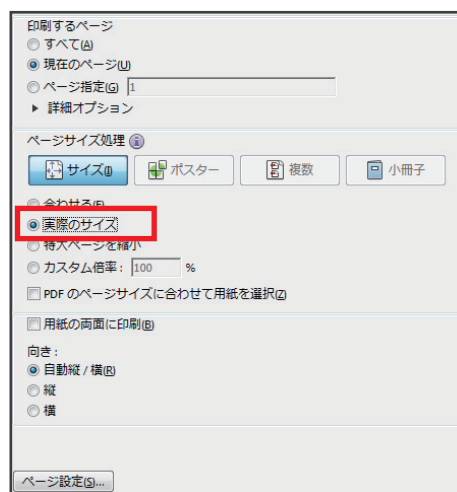 印刷するページ
すべて(A)
現在のページ(U)
ページ指定(G) 1
詳細オプション
ページサイズ処理
サイズ(I) ポスター 複数 小冊子
合わせる(F)
実際のサイズ
特大ページを縮小
カスタム倍率: 100 %
PDF のページサイズに合わせて用紙を選択(Z)
用紙の両面に印刷(B)
向き:
自動縦 / 横(R)
縦
横
ページ設定(S)...